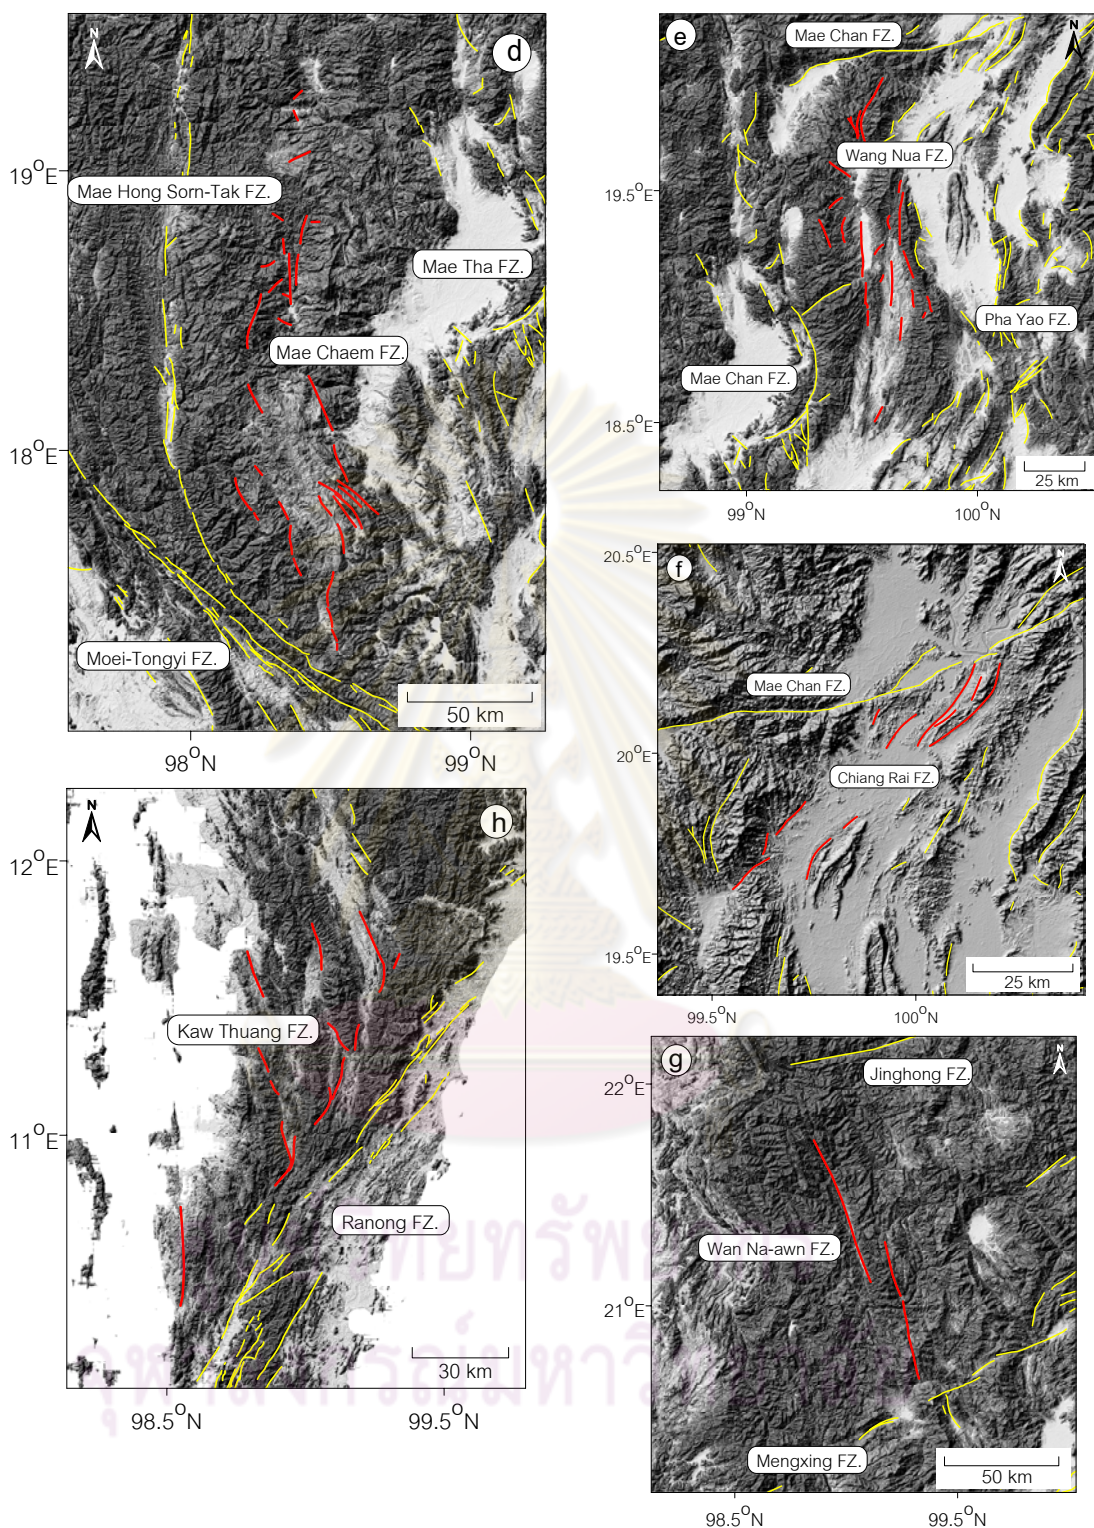 N
d
19°E
Mae Hong Sorn-Tak FZ.
Mae Tha FZ.
Mae Chaem FZ.
18°E
Moei-Tongyi FZ.
50 km
98°N
99°N
e
Mae Chan FZ.
N
Wang Nua FZ.
19.5°E
Pha Yao FZ.
Mae Chan FZ.
18.5°E
25 km
99°N
100°N
20.5°E
f
N
Mae Chan FZ.
20°E
Chiang Rai FZ.
19.5°E
25 km
99.5°N
100°N
N
h
12°E
Kaw Thuang FZ.
11°E
Ranong FZ.
30 km
98.5°N
99.5°N
g
N
Jinghong FZ.
22°E
Wan Na-awn FZ.
21°E
Mengxing FZ.
50 km
98.5°N
99.5°N